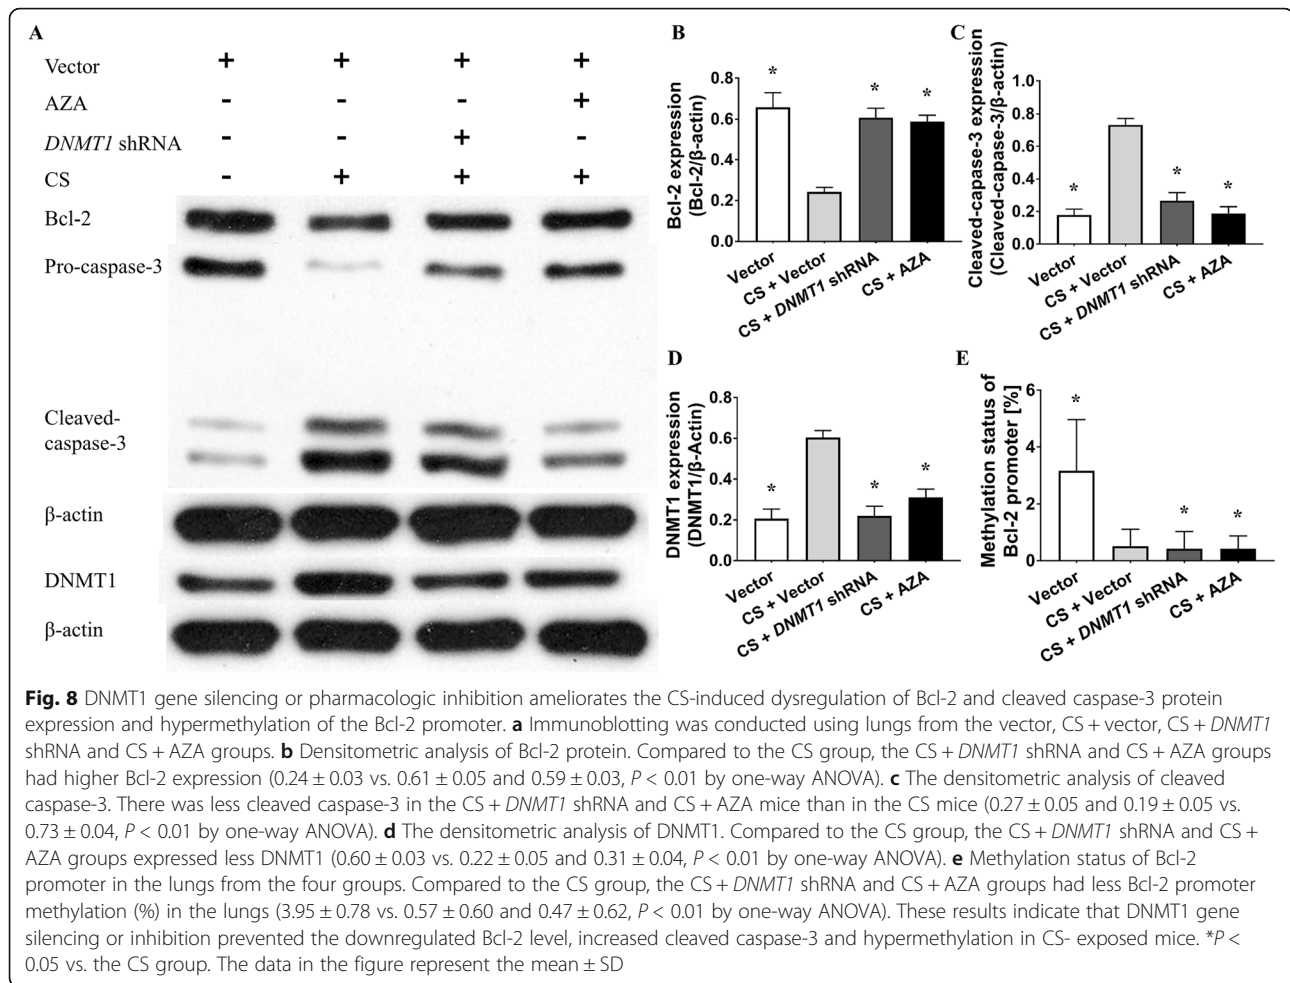 A
Vector + + + +
AZA - - - +
DNMT1 shRNA - - + -
CS - + + +
Bcl-2
Pro-caspase-3
Cleaved-
caspase-3
β-actin
DNMT1
β-actin
B
Bcl-2 expression
(Bcl-2/β-actin)
0.8
0.6
0.4
0.2
0.0
* * *
Vector
CS + Vector
CS + DNMT1 shRNA
CS + AZA
C
Cleaved-capase-3 expression
(Cleaved-capase-3/β-actin)
1.0
0.8
0.6
0.4
0.2
0.0
* * *
Vector
CS + Vector
CS + DNMT1 shRNA
CS + AZA
D
DNMT1 expression
(DNMT1/β-Actin)
0.8
0.6
0.4
0.2
0.0
* * *
Vector
CS + Vector
CS + DNMT1 shRNA
CS + AZA
E
Methylation status of
Bcl-2 promoter [%]
6
4
2
0
* * *
Vector
CS + Vector
CS + DNMT1 shRNA
CS + AZA
Fig. 8 DNMT1 gene silencing or pharmacologic inhibition ameliorates the CS-induced dysregulation of Bcl-2 and cleaved caspase-3 protein
expression and hypermethylation of the Bcl-2 promoter. a Immunoblotting was conducted using lungs from the vector, CS + vector, CS + DNMT1
shRNA and CS + AZA groups. b Densitometric analysis of Bcl-2 protein. Compared to the CS group, the CS + DNMT1 shRNA and CS + AZA groups
had higher Bcl-2 expression (0.24 ± 0.03 vs. 0.61 ± 0.05 and 0.59 ± 0.03, P < 0.01 by one-way ANOVA). c The densitometric analysis of cleaved
caspase-3. There was less cleaved caspase-3 in the CS + DNMT1 shRNA and CS + AZA mice than in the CS mice (0.27 ± 0.05 and 0.19 ± 0.05 vs.
0.73 ± 0.04, P < 0.01 by one-way ANOVA). d The densitometric analysis of DNMT1. Compared to the CS group, the CS + DNMT1 shRNA and CS +
AZA groups expressed less DNMT1 (0.60 ± 0.03 vs. 0.22 ± 0.05 and 0.31 ± 0.04, P < 0.01 by one-way ANOVA). e Methylation status of Bcl-2
promoter in the lungs from the four groups. Compared to the CS group, the CS + DNMT1 shRNA and CS + AZA groups had less Bcl-2 promoter
methylation (%) in the lungs (3.95 ± 0.78 vs. 0.57 ± 0.60 and 0.47 ± 0.62, P < 0.01 by one-way ANOVA). These results indicate that DNMT1 gene
silencing or inhibition prevented the downregulated Bcl-2 level, increased cleaved caspase-3 and hypermethylation in CS- exposed mice. *P <
0.05 vs. the CS group. The data in the figure represent the mean ± SD